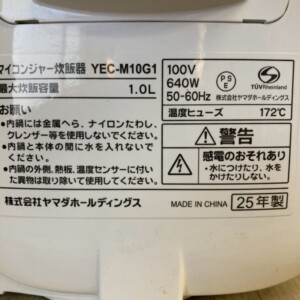 マイコンジャー炊飯器 YEC-M10G1
最大炊飯容量 1.0L
100V
640W
50-60Hz
PSE
TÜVRheinland
株式会社ヤマダホールディングス
温度ヒューズ 172℃
お願い
•内鍋には金属へら、ナイロンたわし、
クレンザー等を使用しないでください。
•内鍋と本体の間に水を入れないで
ください。
•内鍋の外側、熱板、温度センサーに付い
た異物は取り除いて使用してください。
警告
感電のおそれあり
•水につけたり、水を
かけたりしない。
株式会社ヤマダホールディングス
MADE IN CHINA
25年製